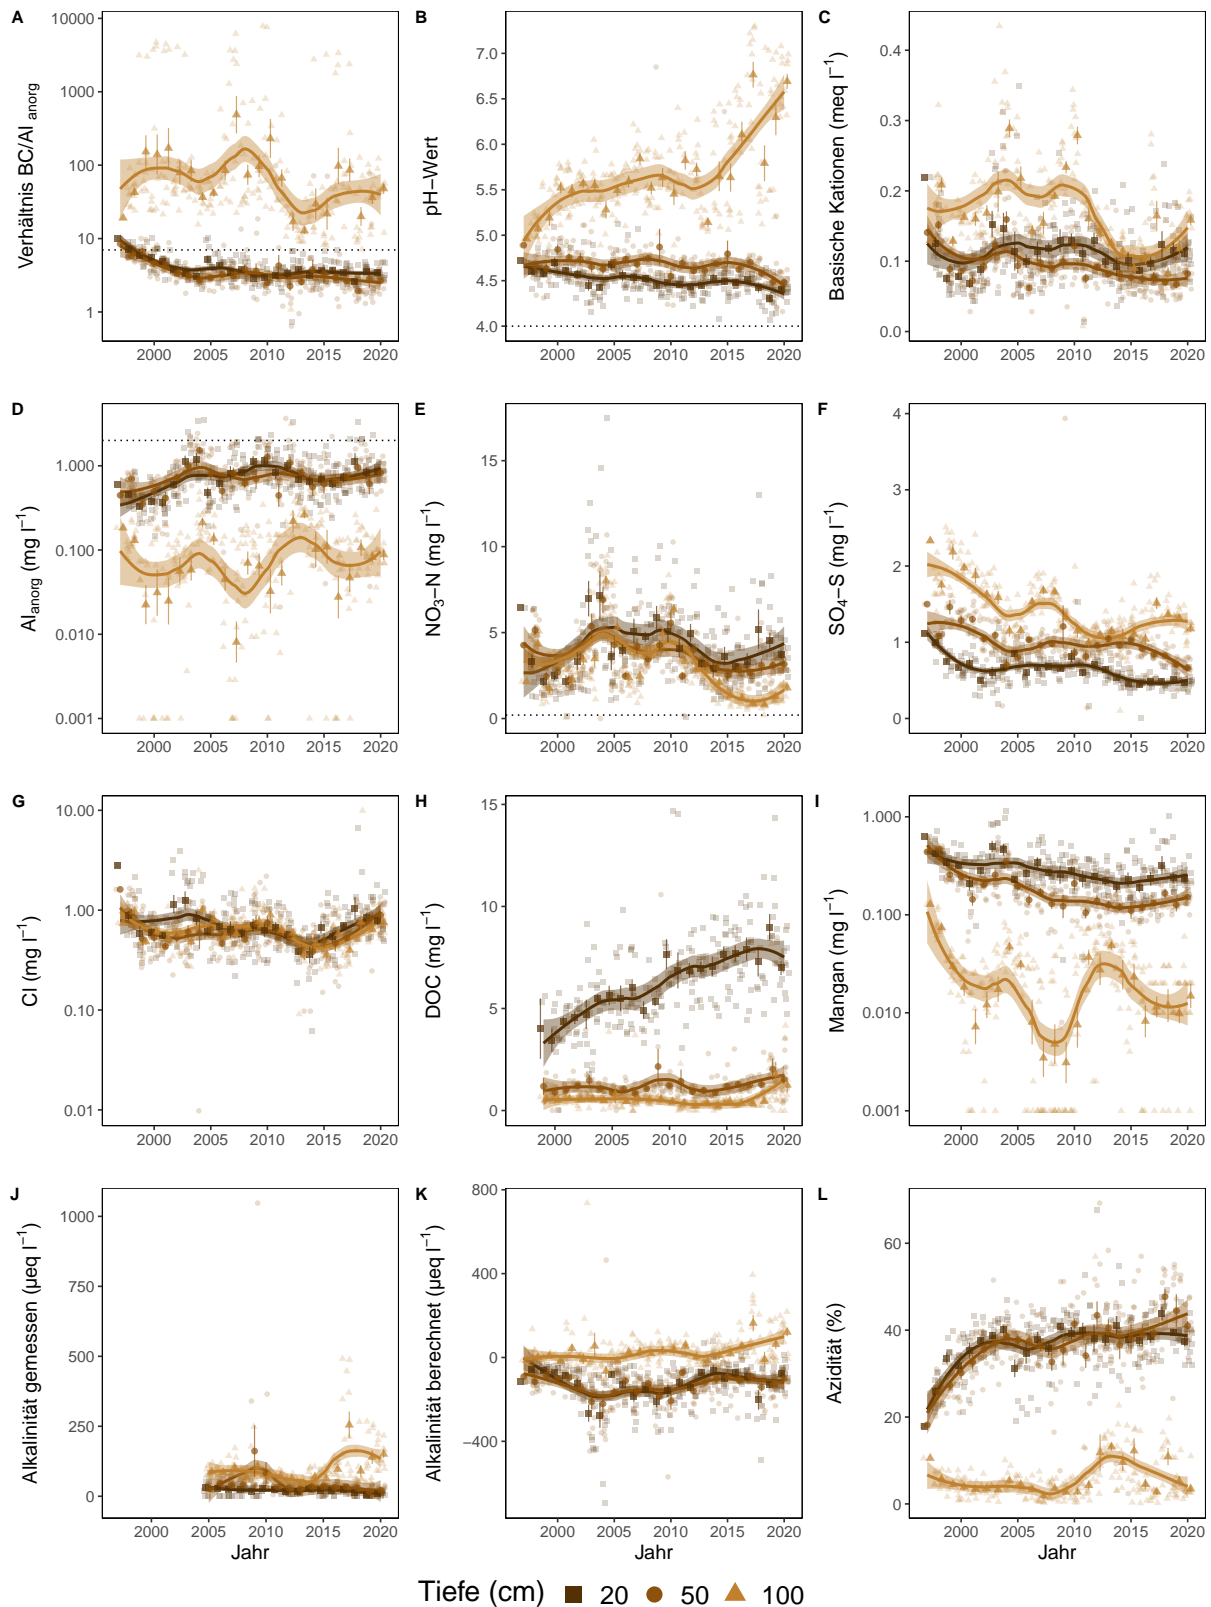 A
Verhältnis BC/Al anorg
10000
1000
100
10
1
2000 2005 2010 2015 2020
B
pH−Wert
7.0
6.5
6.0
5.5
5.0
4.5
4.0
2000 2005 2010 2015 2020
C
Basische Kationen (meq l−1)
0.4
0.3
0.2
0.1
0.0
2000 2005 2010 2015 2020
D
Alanorg (mg l−1)
1.000
0.100
0.010
0.001
2000 2005 2010 2015 2020
E
NO3−N (mg l−1)
15
10
5
0
2000 2005 2010 2015 2020
F
SO4−S (mg l−1)
4
3
2
1
0
2000 2005 2010 2015 2020
G
Cl (mg l−1)
10.00
1.00
0.10
0.01
2000 2005 2010 2015 2020
H
DOC (mg l−1)
15
10
5
0
2000 2005 2010 2015 2020
I
Mangan (mg l−1)
1.000
0.100
0.010
0.001
2000 2005 2010 2015 2020
J
Alkalinität gemessen (µeq l−1)
1000
750
500
250
0
2000 2005 2010 2015 2020
Jahr
K
Alkalinität berechnet (µeq l−1)
800
400
0
−400
2000 2005 2010 2015 2020
L
Azidität (%)
60
40
20
0
2000 2005 2010 2015 2020
Jahr
Tiefe (cm) 20 50 100